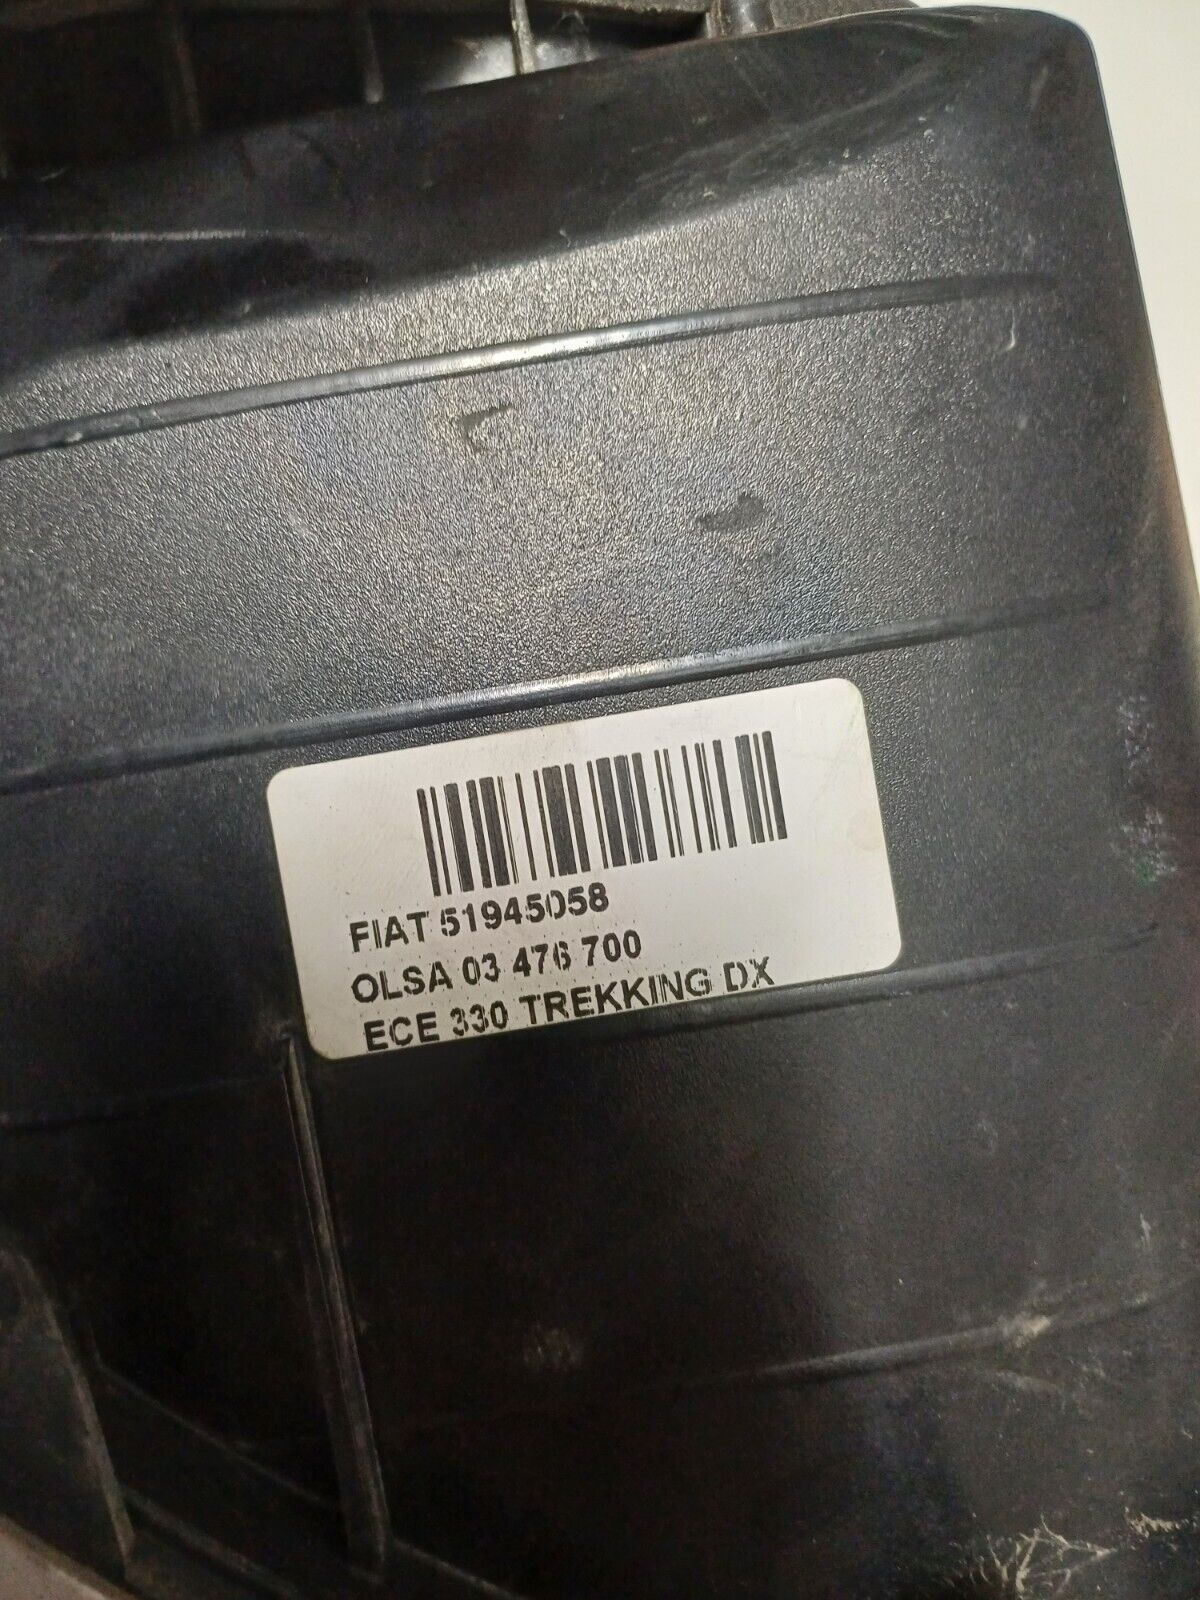 FIAT 51945058
OLSA 03 476 700
ECE 330 TREKKING DX